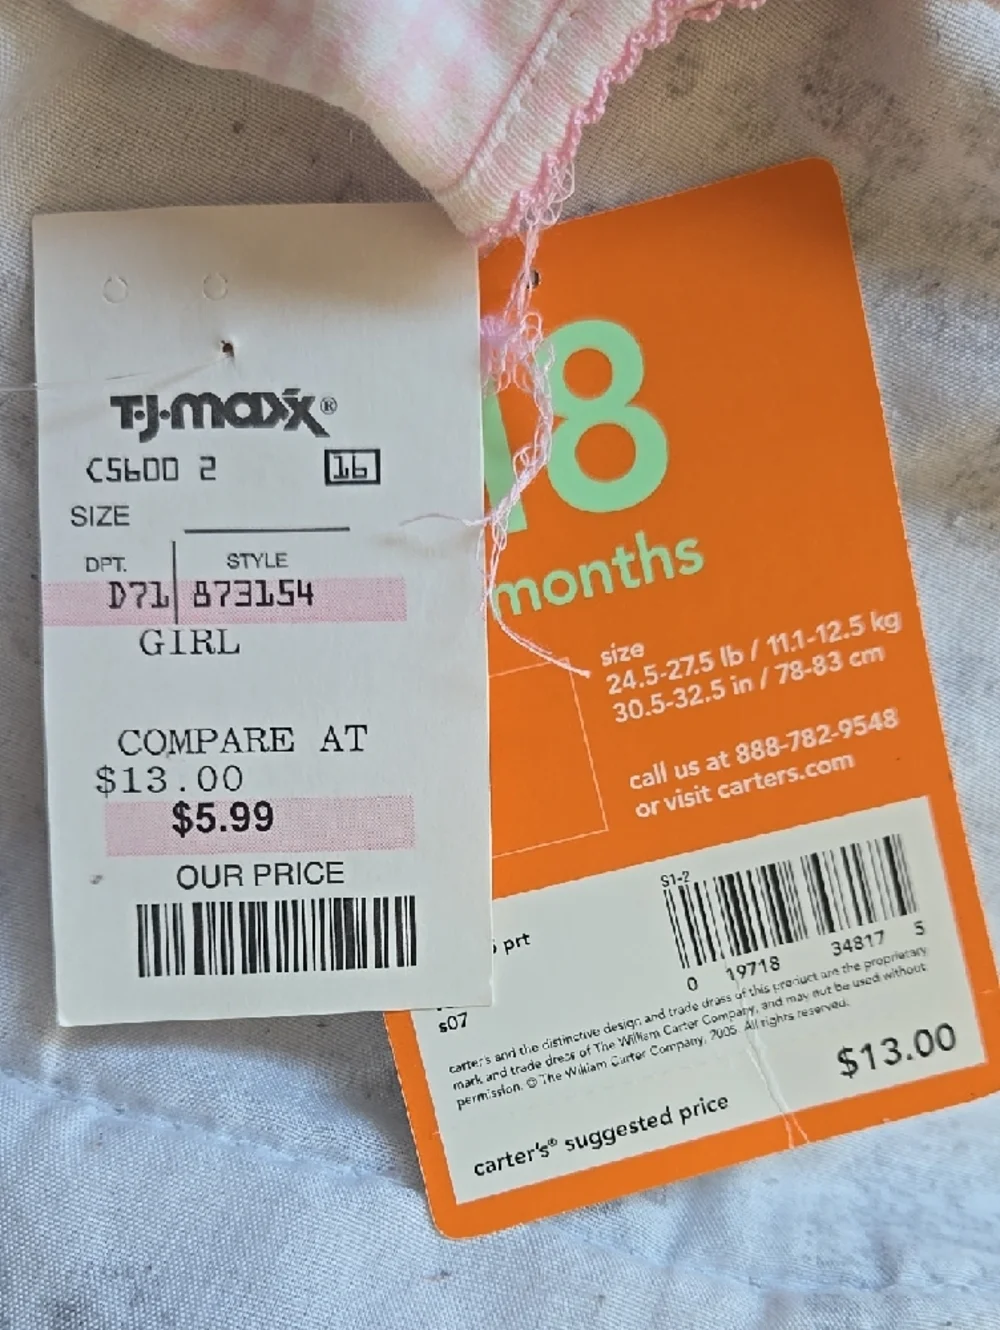 T·J·maxx®
C5600 2 16
SIZE
DPT. STYLE
D71 873154
GIRL
COMPARE AT
$13.00
$5.99
OUR PRICE
18
months
size
24.5-27.5 lb / 11.1-12.5 kg
30.5-32.5 in / 78-83 cm
call us at 888-782-9548
or visit carters.com
S1-2
0 19718 34817 5
prt
s07
carter's and the distinctive design and trade dress of this product are the proprietary
mark and trade dress of The William Carter Company, and may not be used without
permission. © The William Carter Company, 2005. All rights reserved.
$13.00
carter's® suggested price